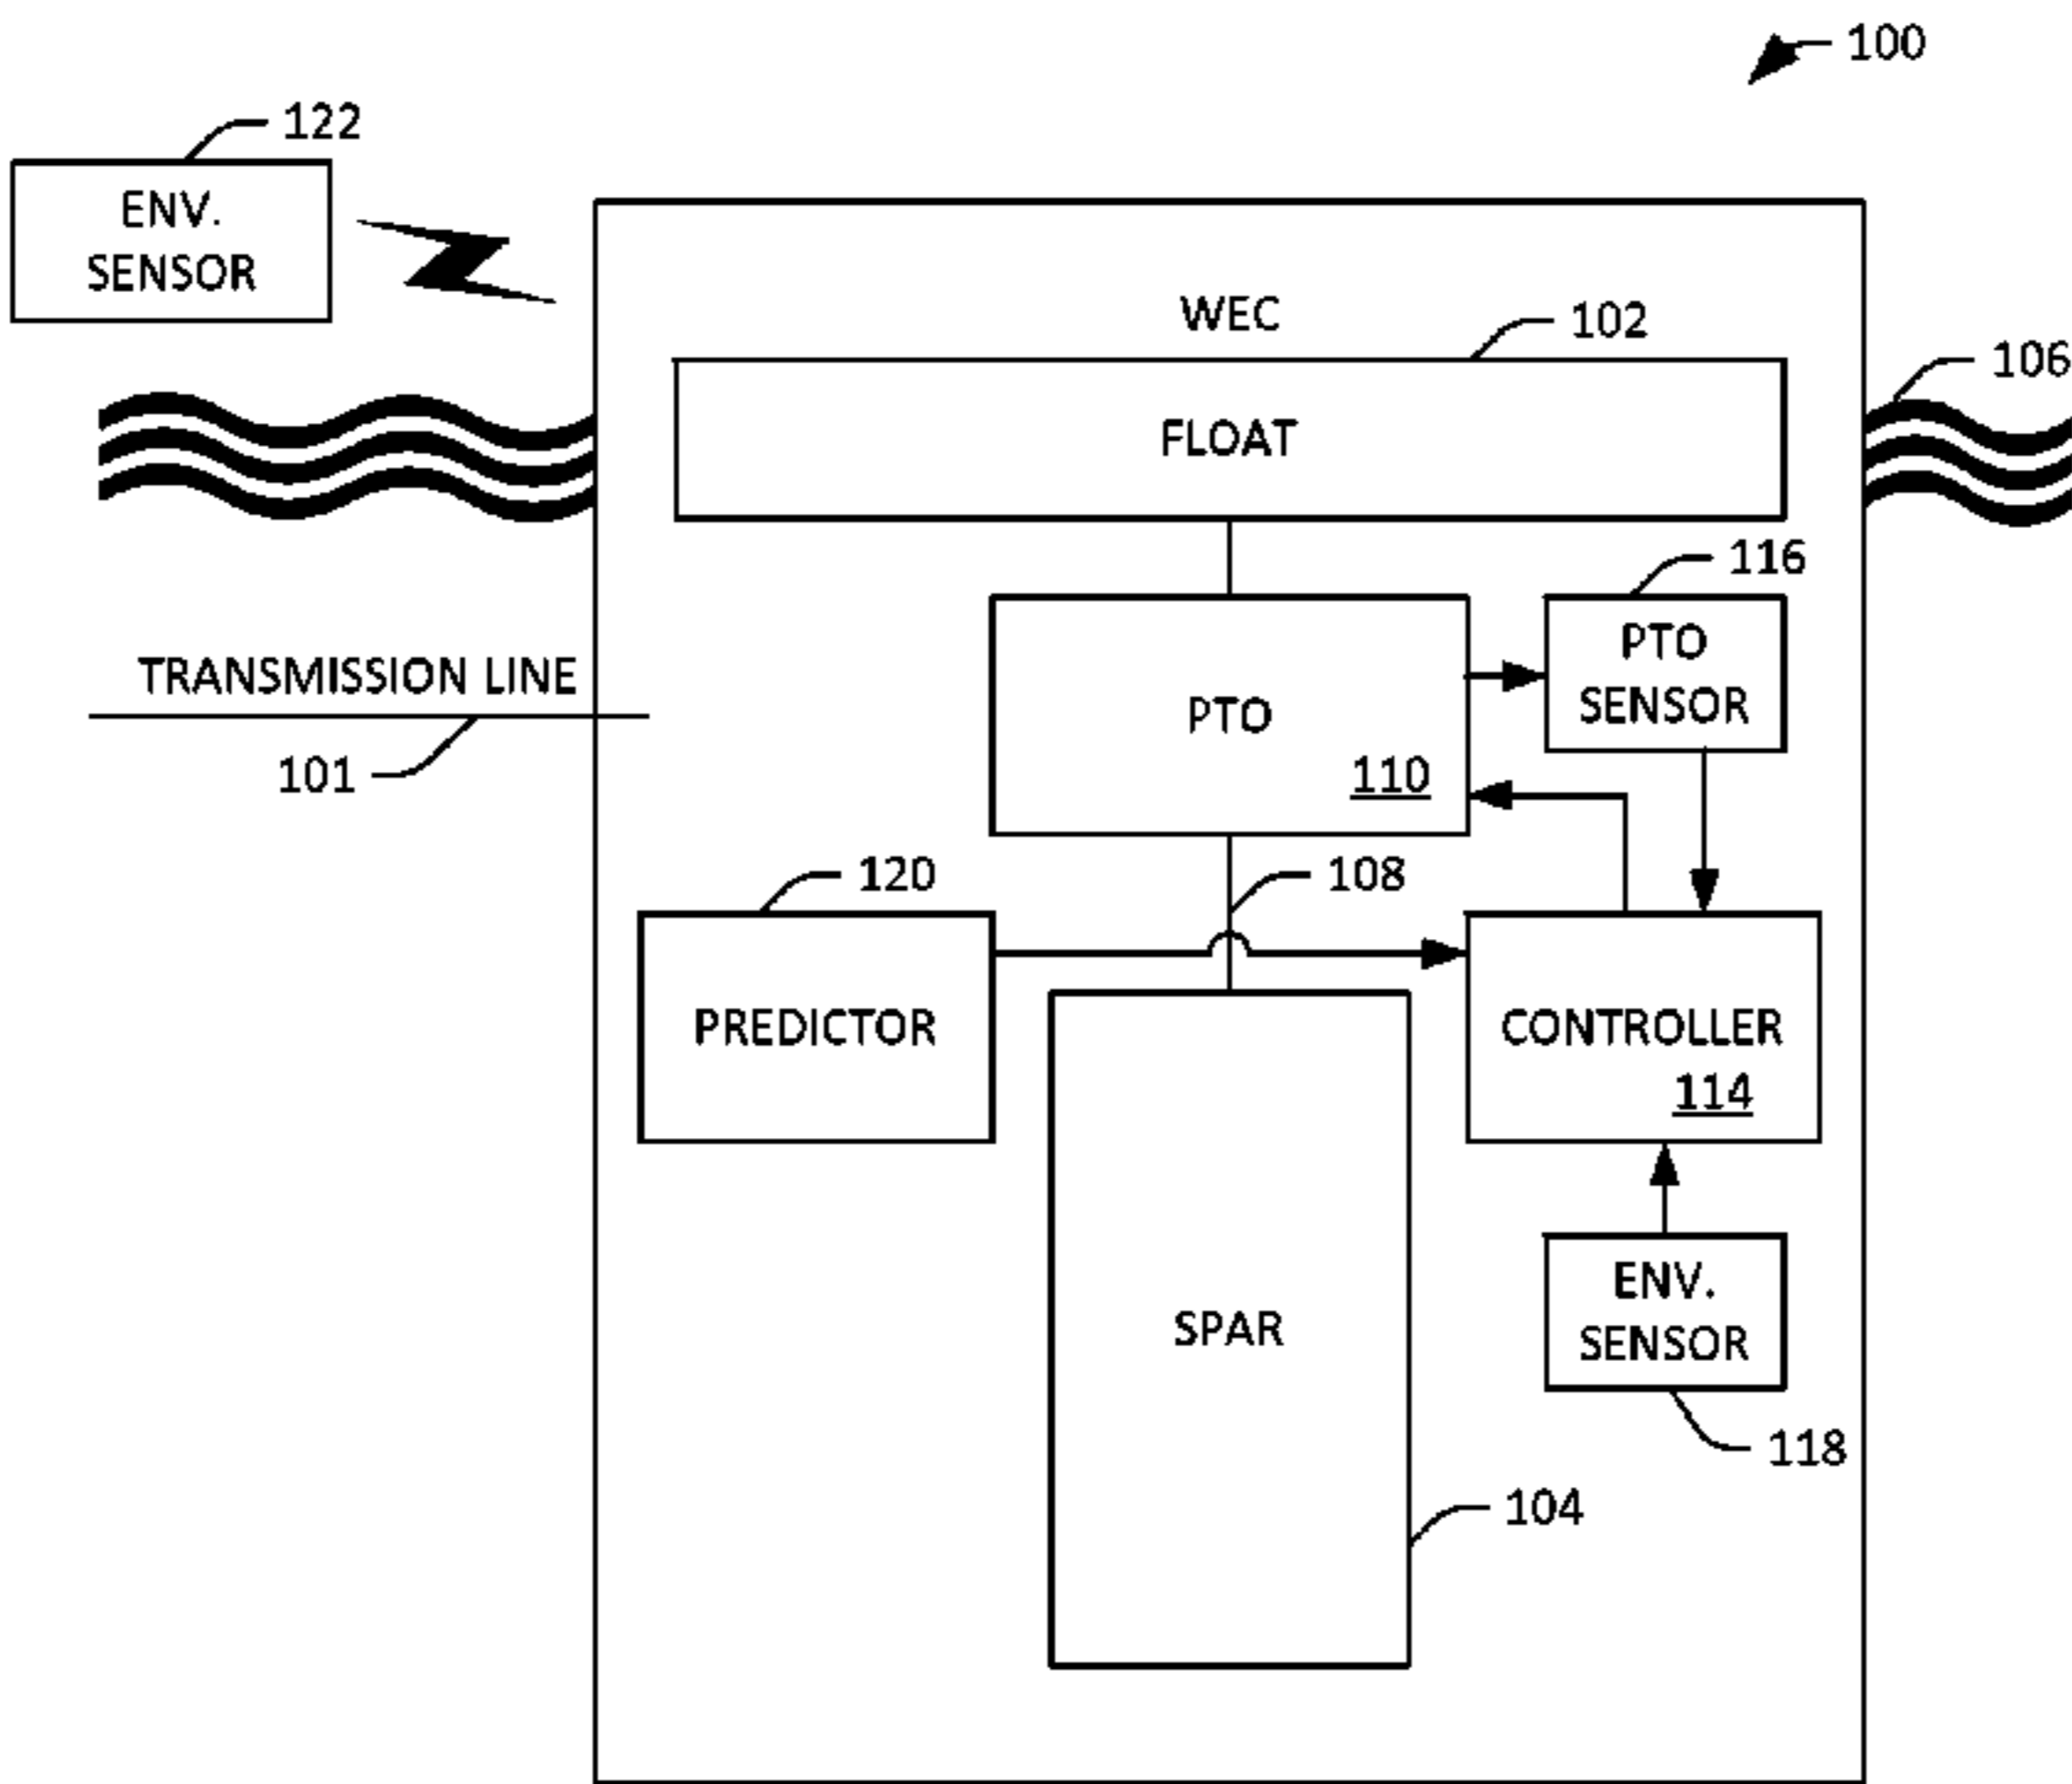 100
122
ENV.
SENSOR
WEC
102
106
FLOAT
116
PTO
SENSOR
TRANSMISSION LINE
101
PTO
110
120
108
PREDICTOR
CONTROLLER
114
SPAR
ENV.
SENSOR
118
104